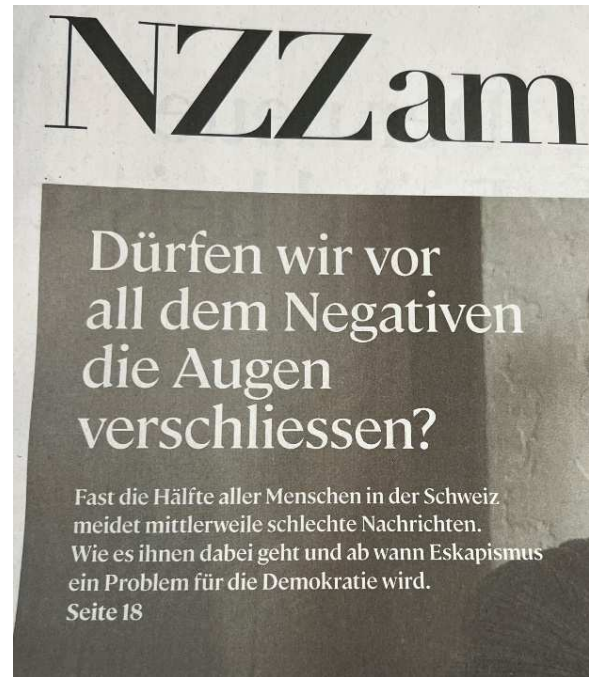 NZZ am
Dürfen wir vor
all dem Negativen
die Augen
verschliessen?
Fast die Hälfte aller Menschen in der Schweiz
meidet mittlerweile schlechte Nachrichten.
Wie es ihnen dabei geht und ab wann Eskapismus
ein Problem für die Demokratie wird.
Seite 18